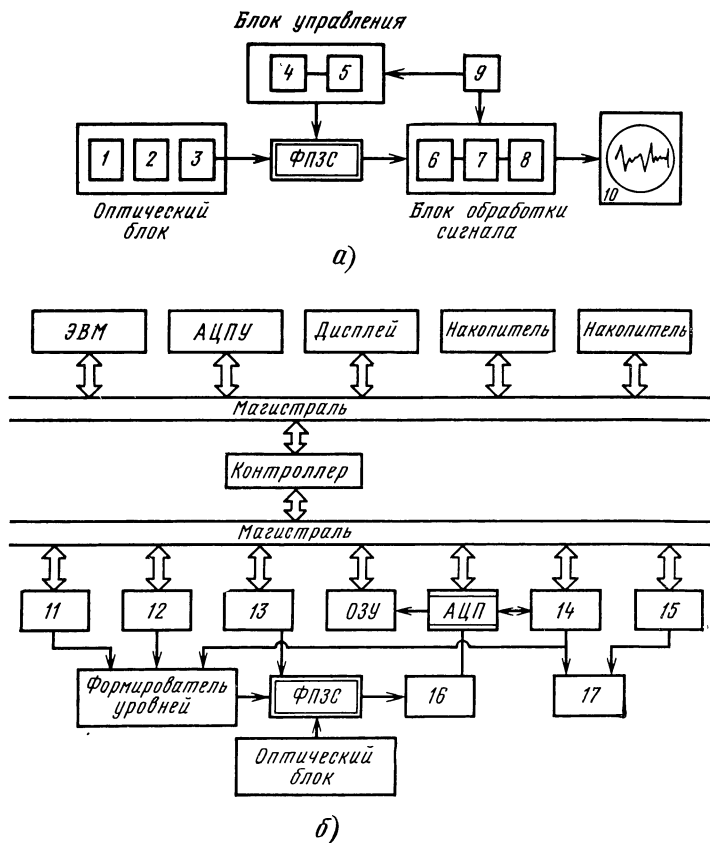 Блок управления
4 5 9
1 2 3 ФПЗС 6 7 8 10
Оптический
блок
Блок обработки
сигнала
а)
ЭВМ АЦПУ Дисплей Накопитель Накопитель
Магистраль
Контроллер
Магистраль
11 12 13 ОЗУ АЦП 14 15
Формирователь
уровней
ФПЗС 16 17
Оптический
блок
б)